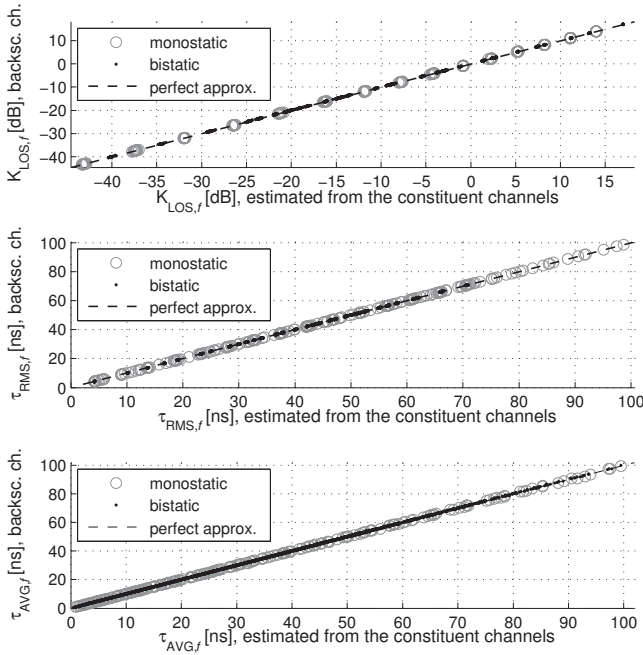 K_LOS,f [dB], backsc. ch.
10
0
−10
−20
−30
−40
monostatic
bistatic
perfect approx.
−40 −35 −30 −25 −20 −15 −10 −5 0 5 10 15
K_LOS,f [dB], estimated from the constituent channels
τ_RMS,f [ns], backsc. ch.
100
80
60
40
20
0
monostatic
bistatic
perfect approx.
0 10 20 30 40 50 60 70 80 90 100
τ_RMS,f [ns], estimated from the constituent channels
τ_AVG,f [ns], backsc. ch.
100
80
60
40
20
0
monostatic
bistatic
perfect approx.
0 10 20 30 40 50 60 70 80 90 100
τ_AVG,f [ns], estimated from the constituent channels